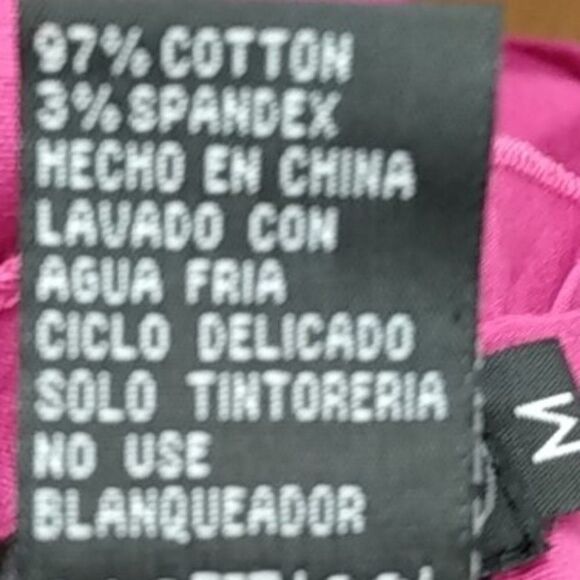 97% COTTON
3% SPANDEX
HECHO EN CHINA
LAVADO CON
AGUA FRIA
CICLO DELICADO
SOLO TINTORERIA
NO USE
BLANQUEADOR
M